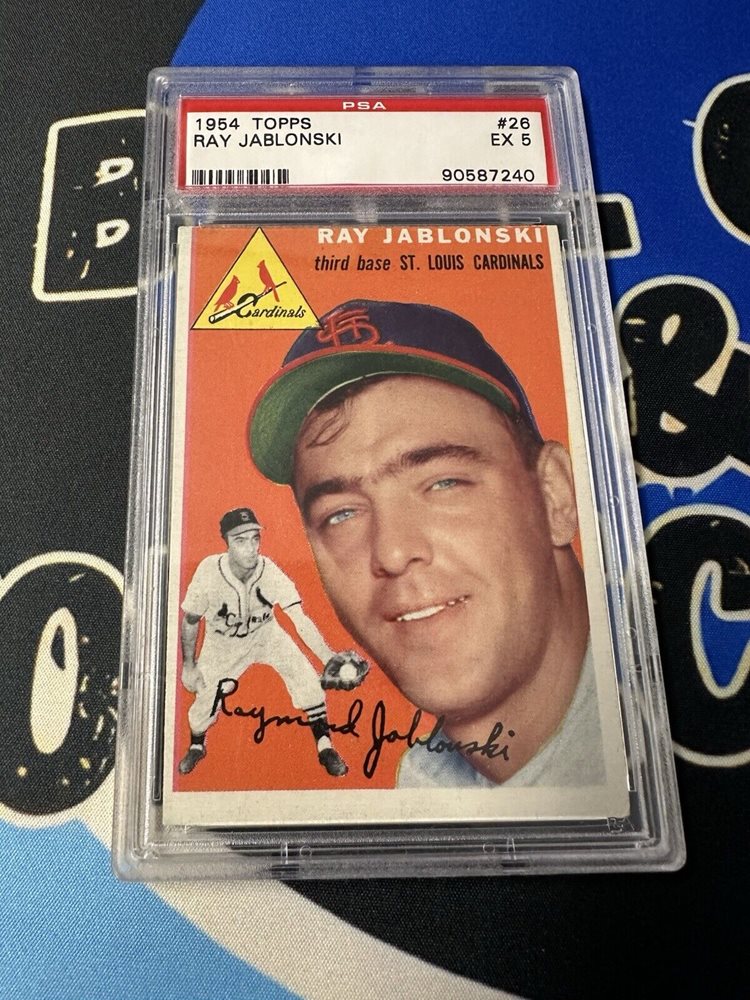 PSA
1954 TOPPS #26
RAY JABLONSKI EX 5
90587240
RAY JABLONSKI
third base ST. LOUIS CARDINALS
Cardinals
Raymond Jablonski